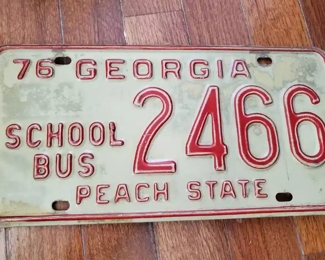 76 GEORGIA
SCHOOL BUS 2466
PEACH STATE